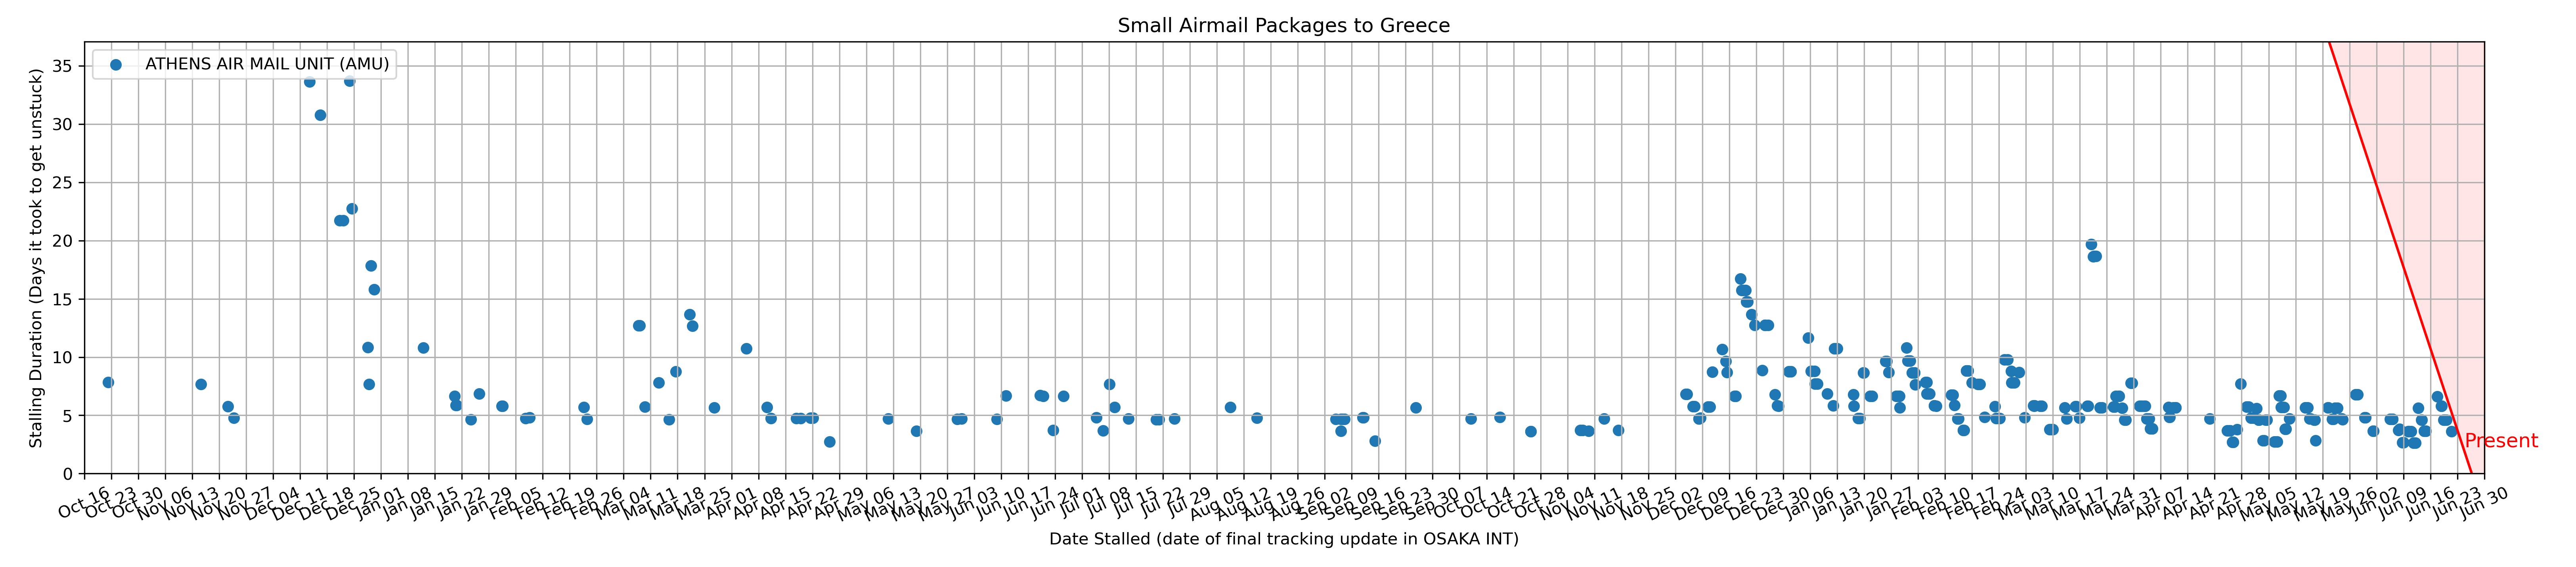 Small Airmail Packages to Greece
ATHENS AIR MAIL UNIT (AMU)
Stalling Duration (Days it took to get unstuck)
35
30
25
20
15
10
5
0
Present
Oct 16 Oct 23 Oct 30 Nov 06 Nov 13 Nov 20 Nov 27 Dec 04 Dec 11 Dec 18 Dec 25 Jan 01 Jan 08 Jan 15 Jan 22 Jan 29 Feb 05 Feb 12 Feb 19 Feb 26 Mar 04 Mar 11 Mar 18 Mar 25 Apr 01 Apr 08 Apr 15 Apr 22 Apr 29 May 06 May 13 May 20 May 27 Jun 03 Jun 10 Jun 17 Jun 24 Jul 01 Jul 08 Jul 15 Jul 22 Jul 29 Aug 05 Aug 12 Aug 19 Aug 26 Sep 02 Sep 09 Sep 16 Sep 23 Sep 30 Oct 07 Oct 14 Oct 21 Oct 28 Nov 04 Nov 11 Nov 18 Nov 25 Dec 02 Dec 09 Dec 16 Dec 23 Dec 30 Jan 06 Jan 13 Jan 20 Jan 27 Feb 03 Feb 10 Feb 17 Feb 24 Mar 03 Mar 10 Mar 17 Mar 24 Mar 31 Apr 07 Apr 14 Apr 21 Apr 28 May 05 May 12 May 19 May 26 Jun 02 Jun 09 Jun 16 Jun 23 Jun 30
Date Stalled (date of final tracking update in OSAKA INT)